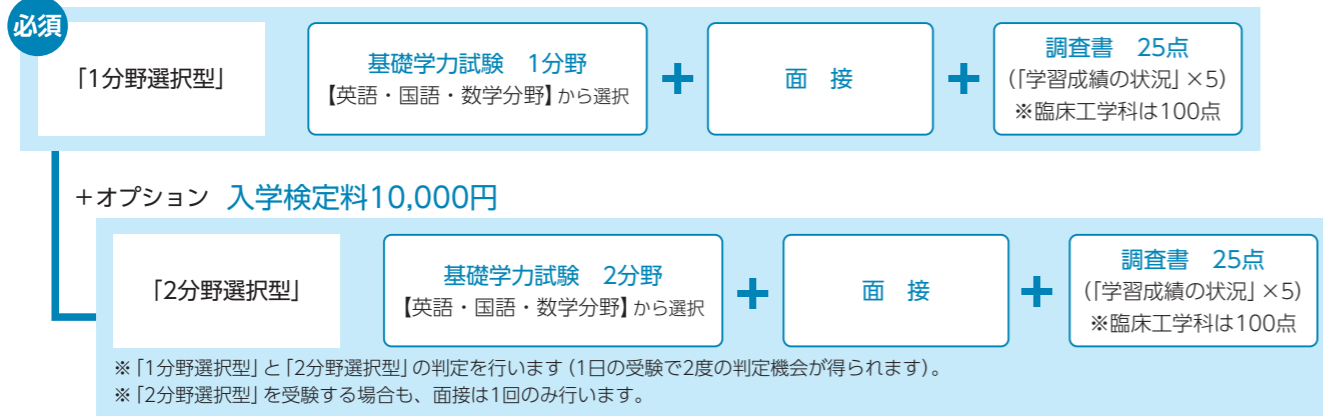 必須
「1分野選択型」
基礎学力試験 1分野
【英語・国語・数学分野】から選択
+
面 接
+
調査書 25点
(「学習成績の状況」×5)
※臨床工学科は100点
+オプション 入学検定料10,000円
「2分野選択型」
基礎学力試験 2分野
【英語・国語・数学分野】から選択
+
面 接
+
調査書 25点
(「学習成績の状況」×5)
※臨床工学科は100点
※「1分野選択型」と「2分野選択型」の判定を行います(1日の受験で2度の判定機会が得られます)。
※「2分野選択型」を受験する場合も、面接は1回のみ行います。